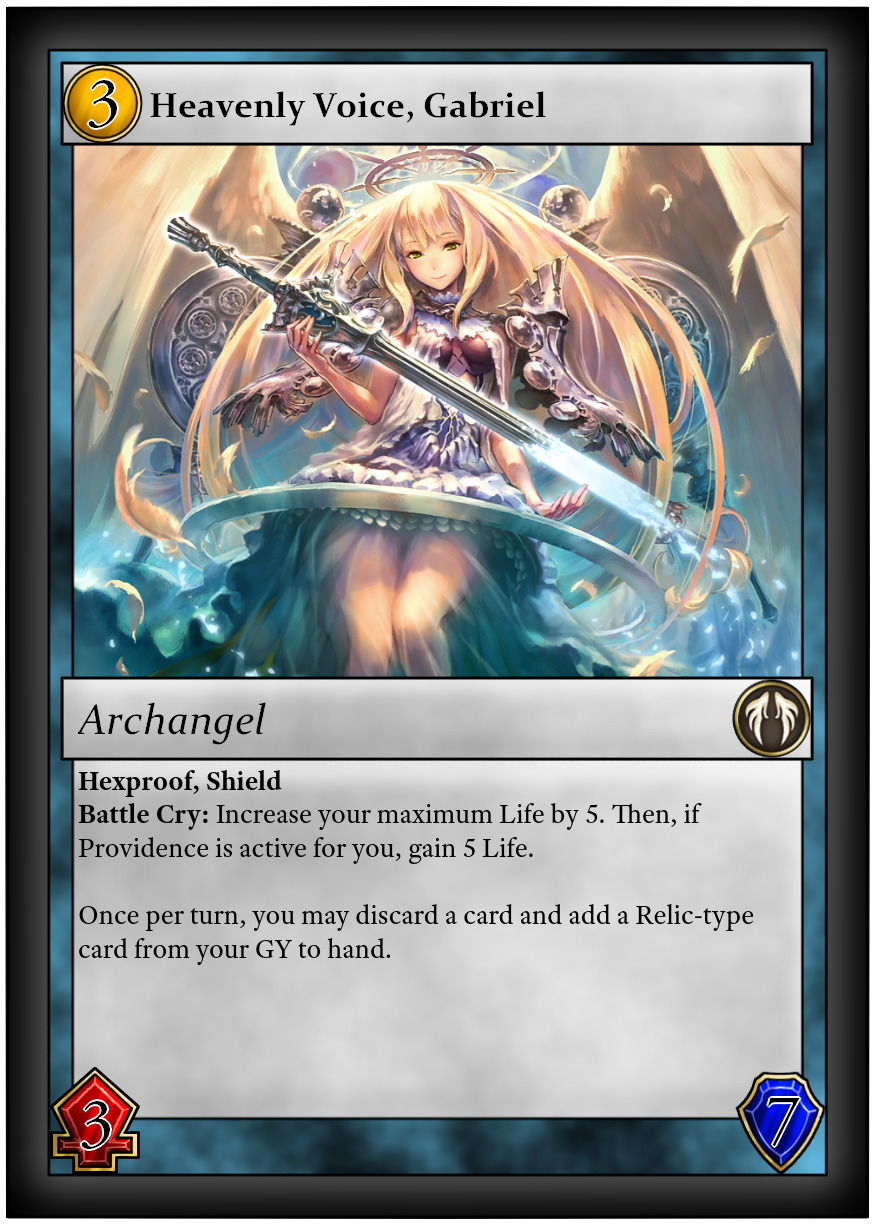 3 Heavenly Voice, Gabriel
Archangel
Hexproof, Shield
Battle Cry: Increase your maximum Life by 5. Then, if
Providence is active for you, gain 5 Life.
Once per turn, you may discard a card and add a Relic-type
card from your GY to hand.
3 7